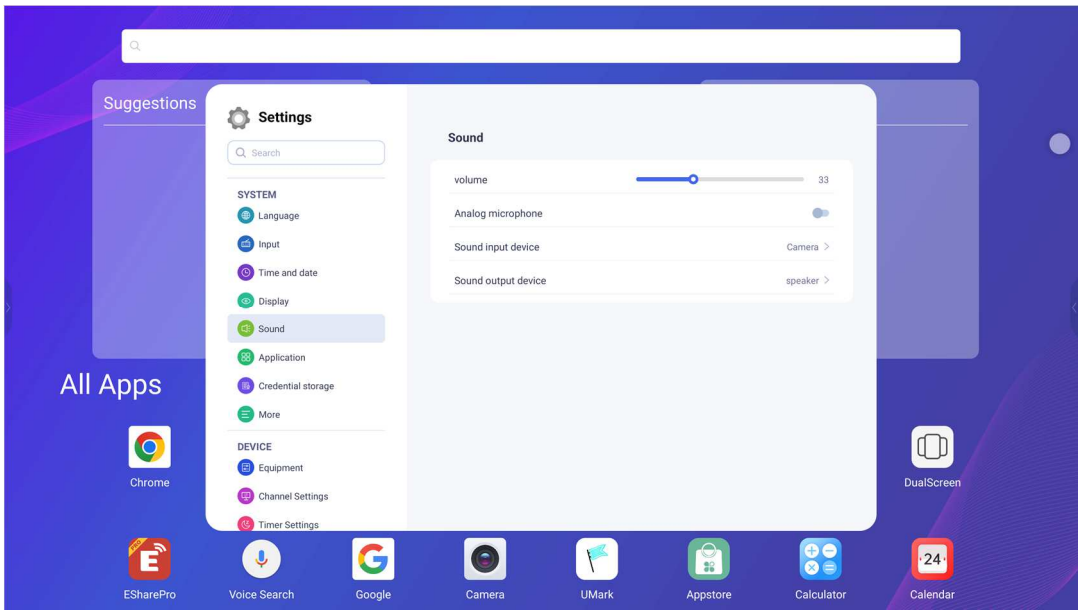 Suggestions
Settings
Search
SYSTEM
Language
Input
Time and date
Display
Sound
Application
Credential storage
More
DEVICE
Equipment
Channel Settings
Timer Settings
Sound
volume 33
Analog microphone
Sound input device Camera >
Sound output device speaker >
All Apps
Chrome
DualScreen
PRO
E
ESharePro
Voice Search
G
Google
Camera
UMark
Appstore
Calculator
24
Calendar